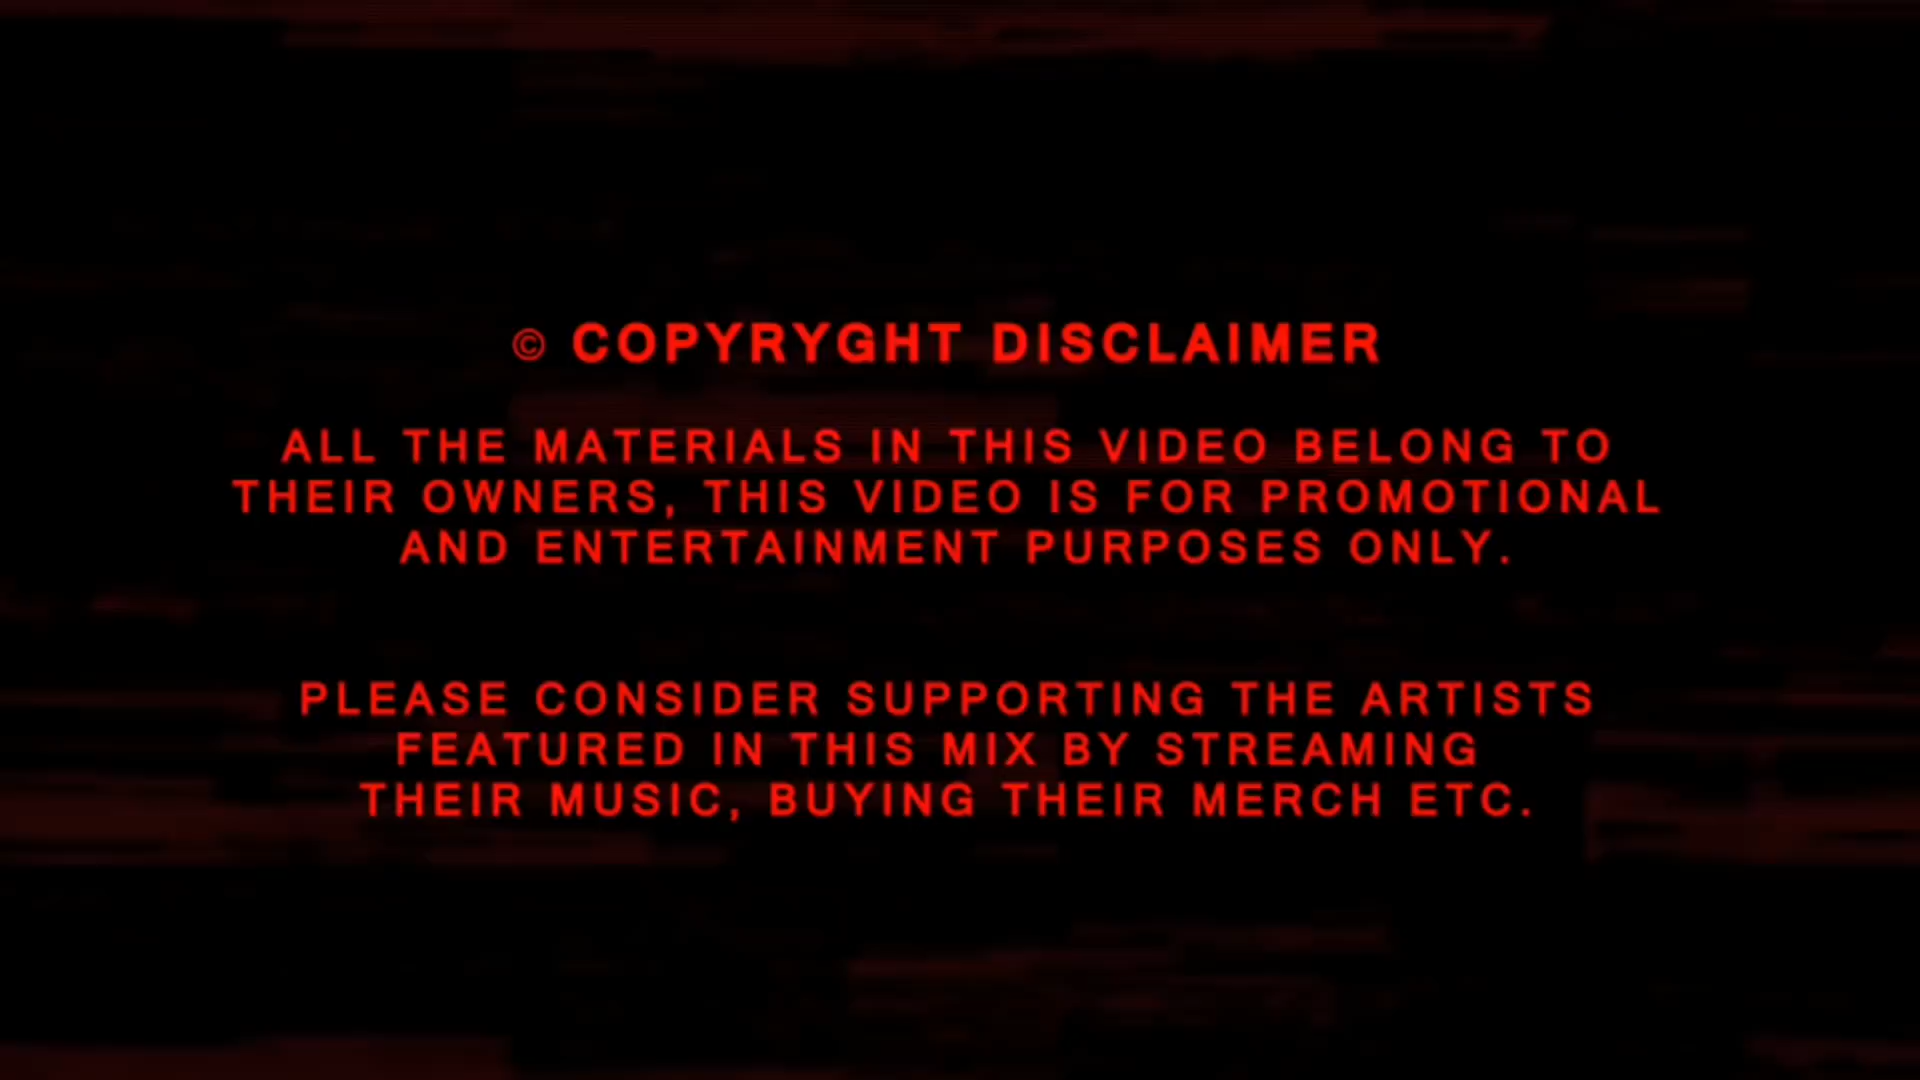 © COPYRYGHT DISCLAIMER
ALL THE MATERIALS IN THIS VIDEO BELONG TO
THEIR OWNERS, THIS VIDEO IS FOR PROMOTIONAL
AND ENTERTAINMENT PURPOSES ONLY.
PLEASE CONSIDER SUPPORTING THE ARTISTS
FEATURED IN THIS MIX BY STREAMING
THEIR MUSIC, BUYING THEIR MERCH ETC.